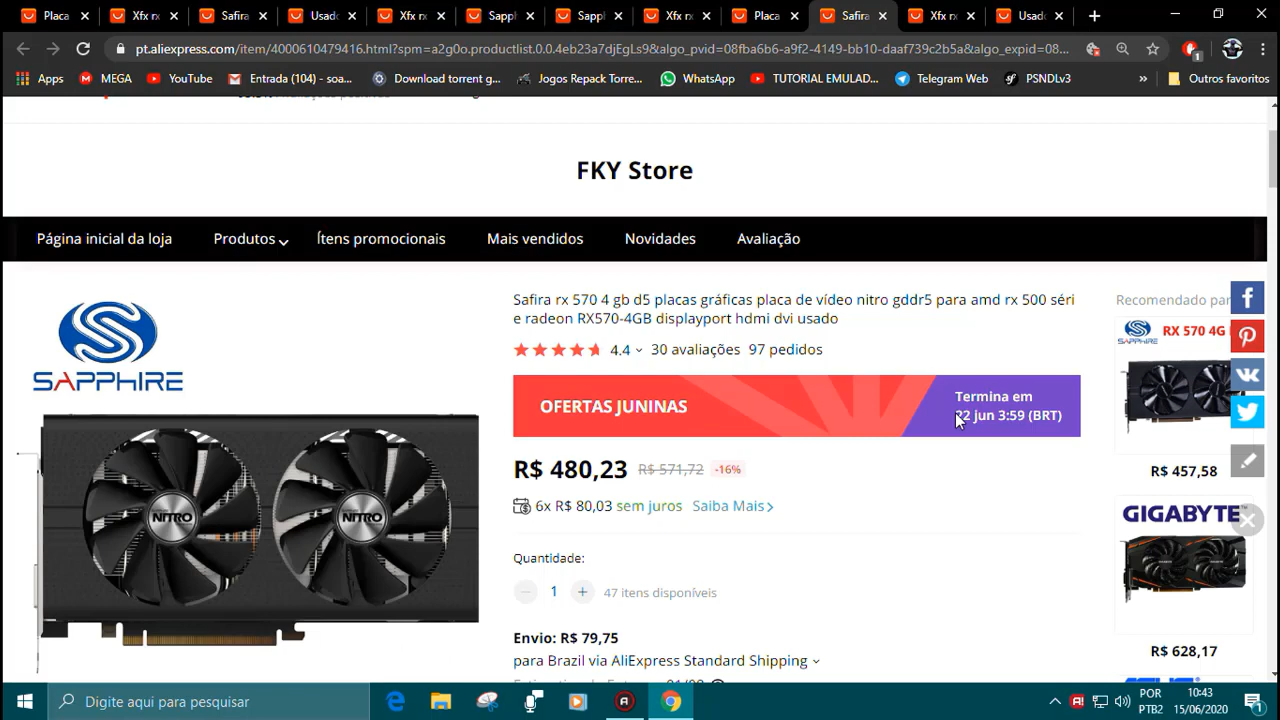 Placa
Xfx rx
Safira
Usado
Xfx rx
Sapph
Sapph
Xfx rx
Placa
Safira
Xfx rx
Usado
pt.aliexpress.com/item/4000610479416.html?spm=a2g0o.productlist.0.0.4eb23a7djEgLs9&algo_pvid=08fba6b6-a9f2-4149-bb10-daaf739c2b5a&algo_expid=08...
Apps
MEGA
YouTube
Entrada (104) - soa...
Download torrent g...
Jogos Repack Torre...
WhatsApp
TUTORIAL EMULAD...
Telegram Web
PSNDLv3
»
Outros favoritos
FKY Store
Página inicial da loja
Produtos
Ítens promocionais
Mais vendidos
Novidades
Avaliação
SAPPHIRE
NITRO
NITRO
Safira rx 570 4 gb d5 placas gráficas placa de vídeo nitro gddr5 para amd rx 500 séri
e radeon RX570-4GB displayport hdmi dvi usado
4.4
30 avaliações
97 pedidos
OFERTAS JUNINAS
Termina em
22 jun 3:59 (BRT)
R$ 480,23
R$ 571,72
-16%
6x R$ 80,03 sem juros
Saiba Mais
Quantidade:
1
47 itens disponíveis
Envio: R$ 79,75
para Brazil via AliExpress Standard Shipping
Recomendado par
SAPPHIRE
RX 570 4G
R$ 457,58
GIGABYTE™
R$ 628,17
Digite aqui para pesquisar
POR
PTB2
10:43
15/06/2020
1